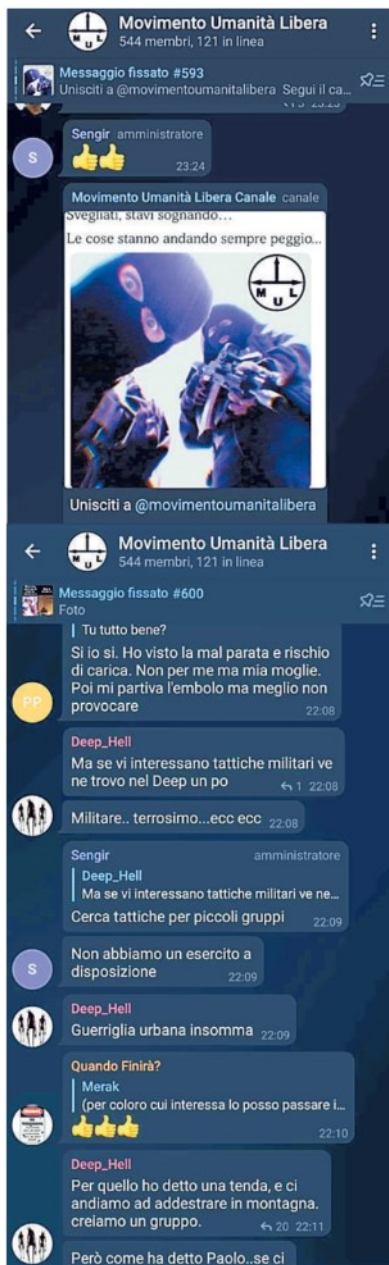 Movimento Umanità Libera
544 membri, 121 in linea
Messaggio fissato #593
Unisciti a @movimentoumanitalibera Segui il ca...
23:23
Sengir amministratore
👍👍
23:24
S
Movimento Umanità Libera Canale canale
Svegliati, stavi sognando...
Le cose stanno andando sempre peggio...
M U L
Unisciti a @movimentoumanitalibera
M U L
Movimento Umanità Libera
544 membri, 121 in linea
Messaggio fissato #600
Foto
Tu tutto bene?
Si io si. Ho visto la mal parata e rischio
di carica. Non per me ma mia moglie.
Poi mi partiva l'embolo ma meglio non
provocare
22:08
PP
Deep_Hell
Ma se vi interessano tattiche militari ve
ne trovo nel Deep un po
1 22:08
Militare.. terrosimo...ecc ecc 22:08
Sengir amministratore
Deep_Hell
Ma se vi interessano tattiche militari ve ne...
Cerca tattiche per piccoli gruppi
22:09
Non abbiamo un esercito a
disposizione
22:09
S
Deep_Hell
Guerriglia urbana insomma 22:09
Quando Finirà?
Merak
(per coloro cui interessa lo posso passare i...
👍👍👍
22:10
Deep_Hell
Per quello ho detto una tenda, e ci
andiamo ad addestrare in montagna.
creiamo un gruppo.
20 22:11
Però come ha detto Paolo..se ci